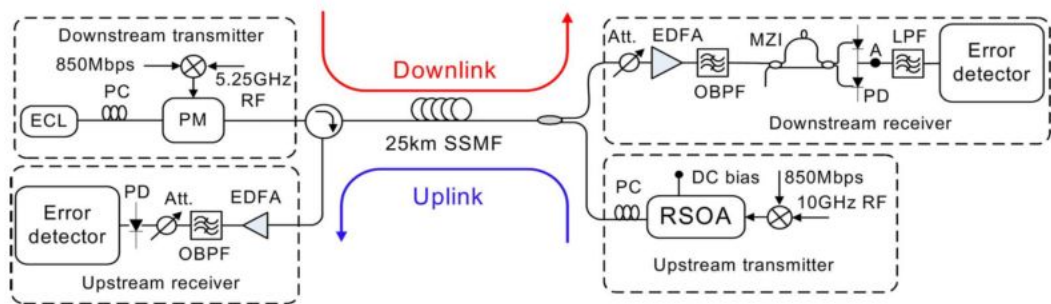 Downstream transmitter
850Mbps
5.25GHz
RF
PC
ECL
PM
Downlink
25km SSMF
Uplink
Att.
EDFA
OBPF
MZI
A
LPF
PD
Error
detector
Downstream receiver
PD
Att.
EDFA
Error
detector
OBPF
Upstream receiver
PC
DC bias
850Mbps
10GHz RF
RSOA
Upstream transmitter